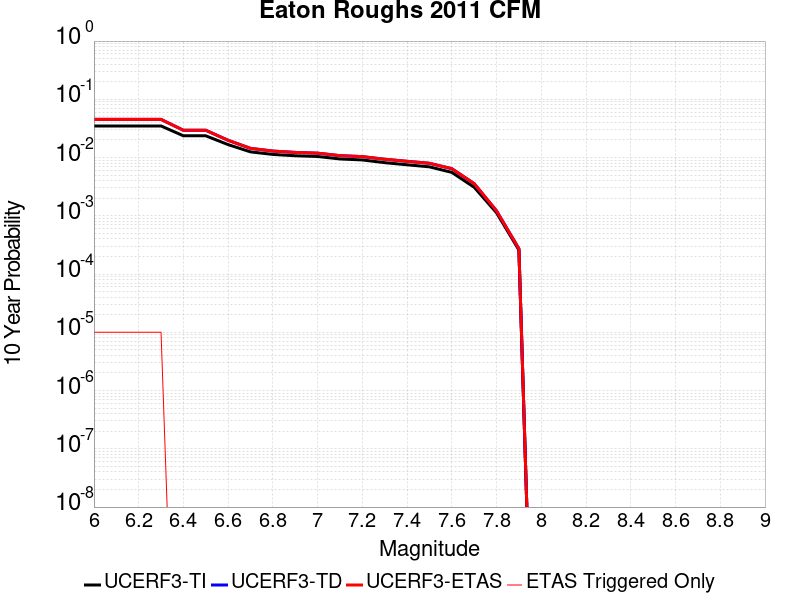 Eaton Roughs 2011 CFM
10 0
10 -1
10 -2
10 -3
10 -4
10 -5
10 -6
10 -7
10 -8
10 Year Probability
6 6.2 6.4 6.6 6.8 7 7.2 7.4 7.6 7.8 8 8.2 8.4 8.6 8.8 9
Magnitude
UCERF3-TI UCERF3-TD UCERF3-ETAS ETAS Triggered Only